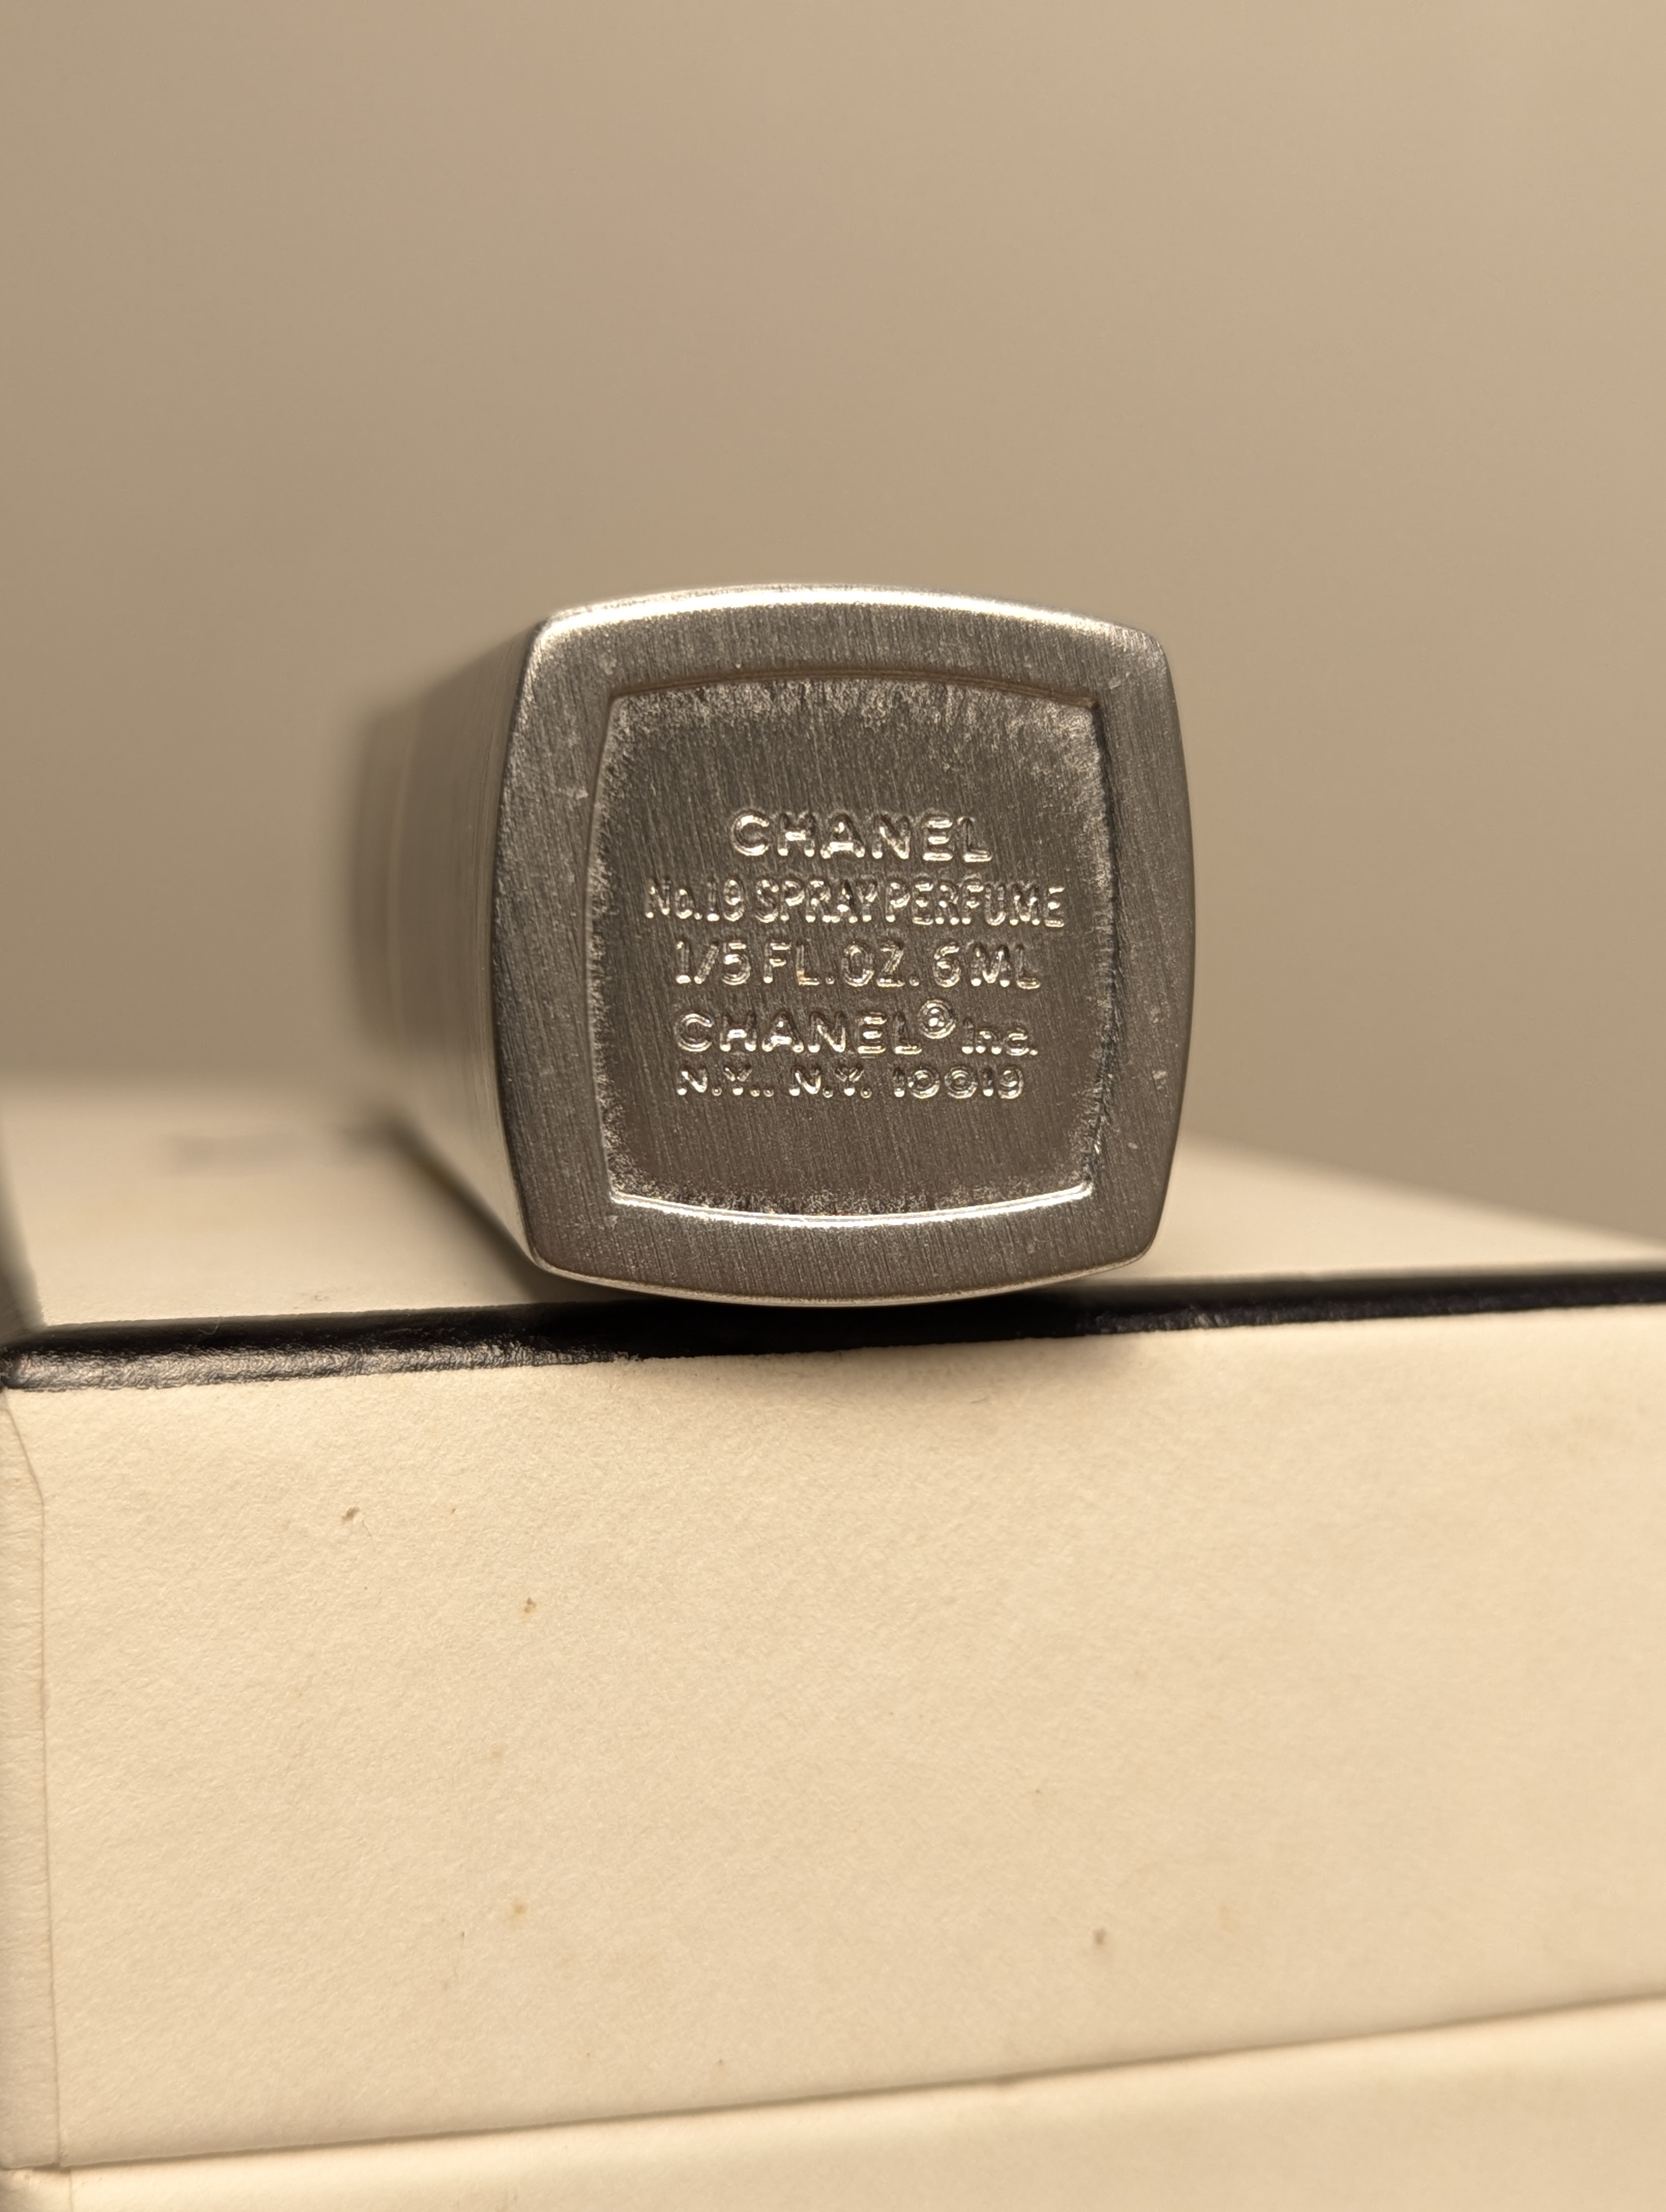 CHANEL
No.19 SPRAY PERFUME
1/5 FL. OZ. 6 ML
CHANEL® Inc.
N.Y., N.Y. 10019